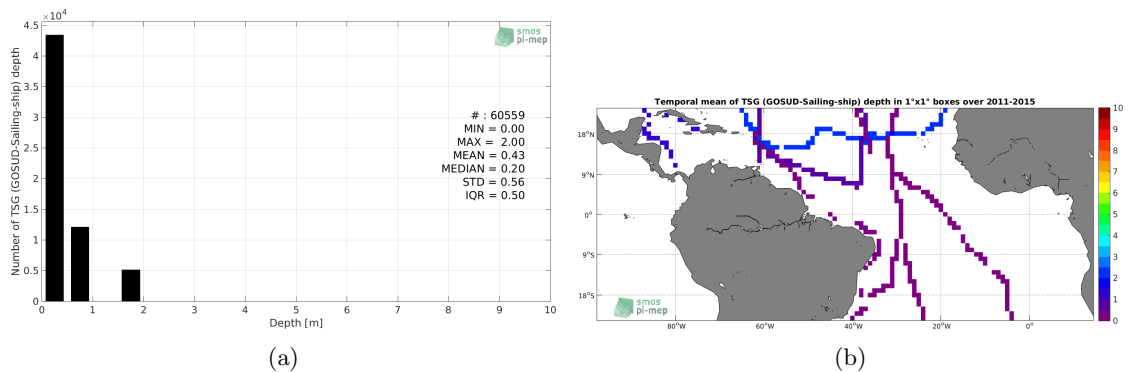 ×10⁴
4.5
4
3.5
3
2.5
2
1.5
1
0.5
0
0 1 2 3 4 5 6 7 8 9 10
Number of TSG (GOSUD-Sailing-ship) depth
Depth [m]
smos
pi-mep
# : 60559
MIN = 0.00
MAX = 2.00
MEAN = 0.43
MEDIAN = 0.20
STD = 0.56
IQR = 0.50
(a)
Temporal mean of TSG (GOSUD-Sailing-ship) depth in 1°x1° boxes over 2011-2015
18°N
9°N
0°
9°S
18°S
80°W 60°W 40°W 20°W 0°
smos
pi-mep
10
9
8
7
6
5
4
3
2
1
0
(b)